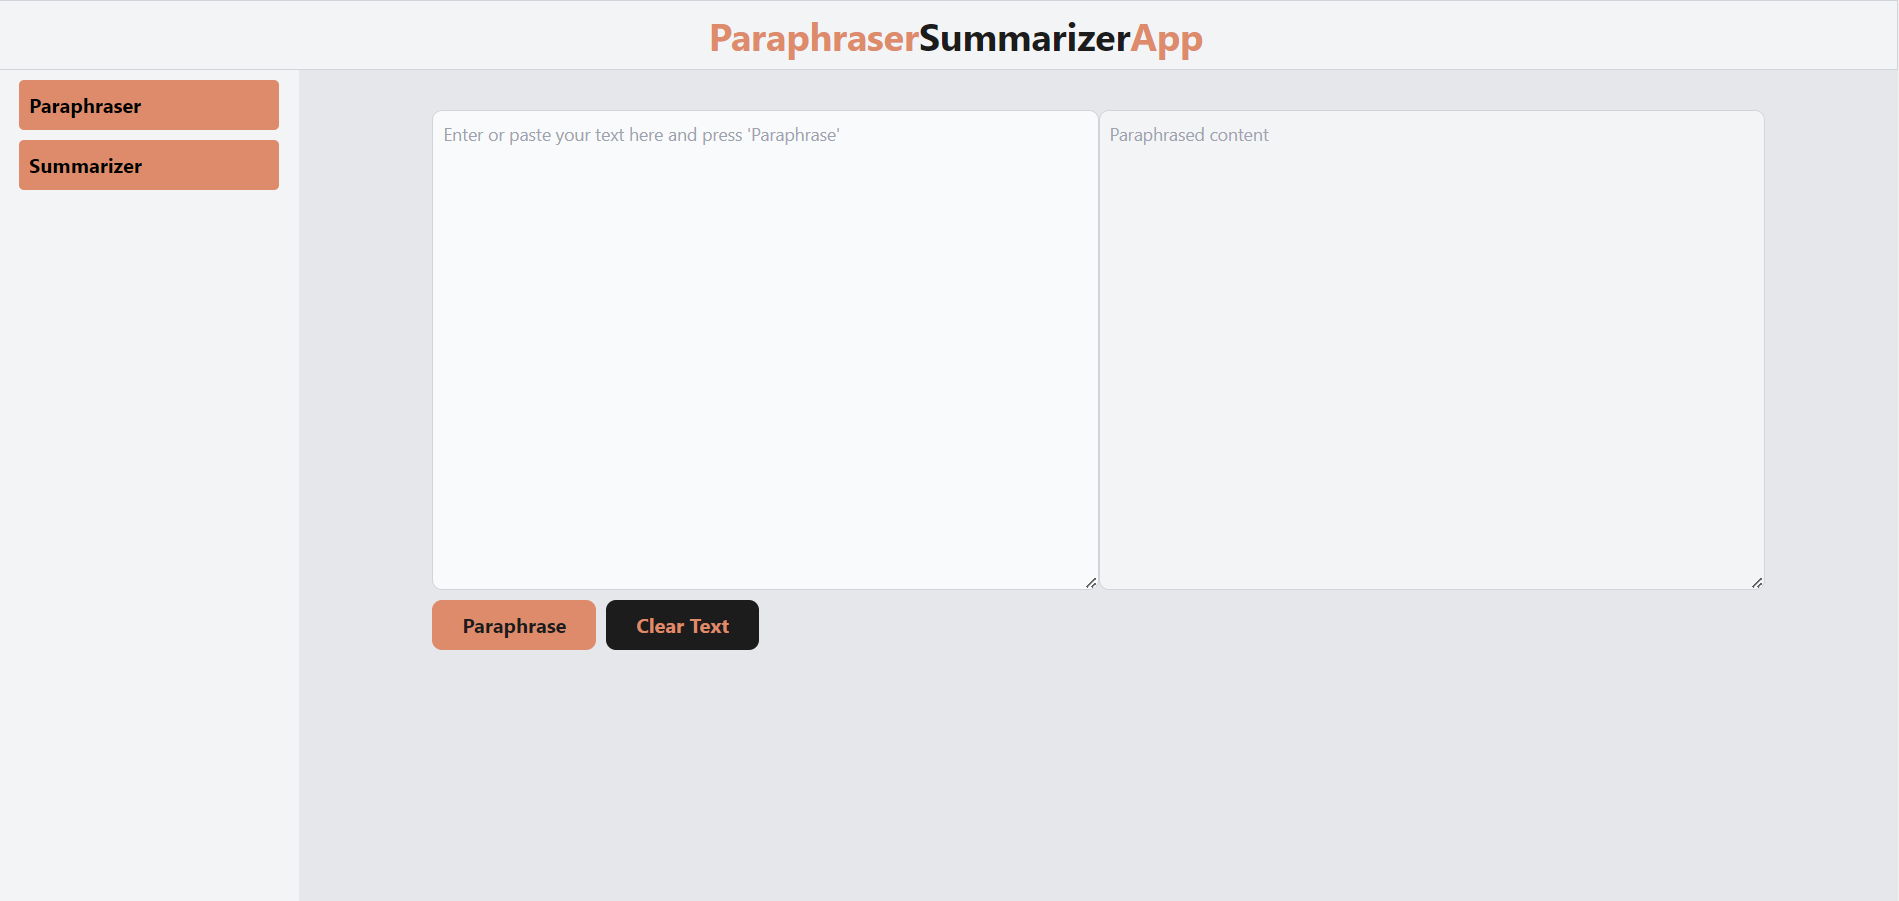 ParaphraserSummarizerApp
Paraphraser
Summarizer
Enter or paste your text here and press 'Paraphrase'
Paraphrased content
Paraphrase
Clear Text